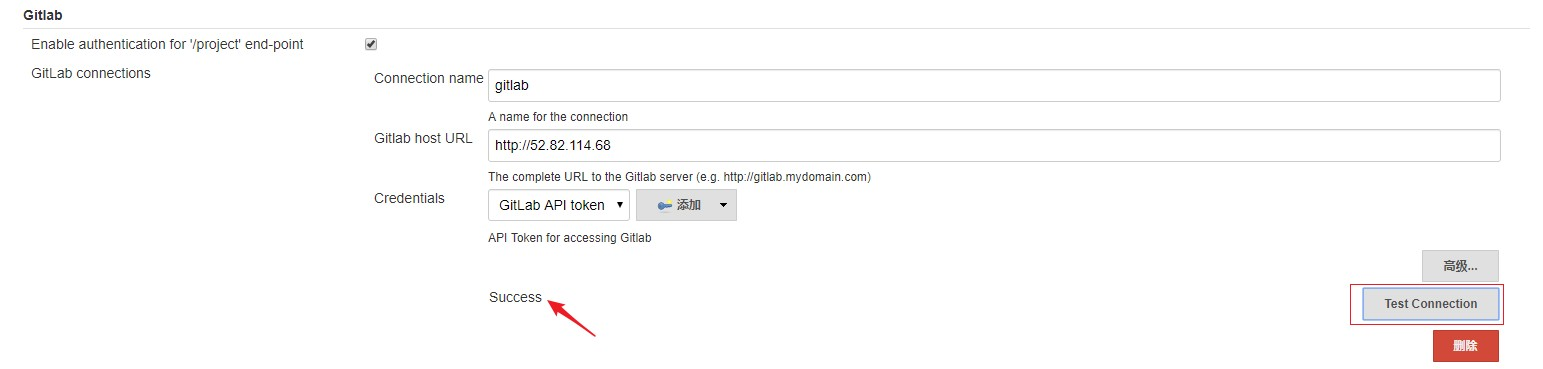 Gitlab
Enable authentication for '/project' end-point
GitLab connections
Connection name
gitlab
A name for the connection
Gitlab host URL
http://52.82.114.68
The complete URL to the Gitlab server (e.g. http://gitlab.mydomain.com)
Credentials
GitLab API token
添加
API Token for accessing Gitlab
高级...
Success
Test Connection
删除